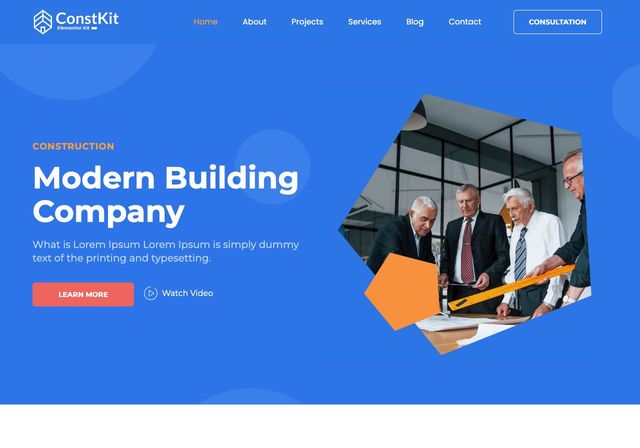 ConstKit
Elementor Kit
Home
About
Projects
Services
Blog
Contact
CONSULTATION
CONSTRUCTION
Modern Building
Company
What is Lorem Ipsum Lorem Ipsum is simply dummy
text of the printing and typesetting.
LEARN MORE
Watch Video